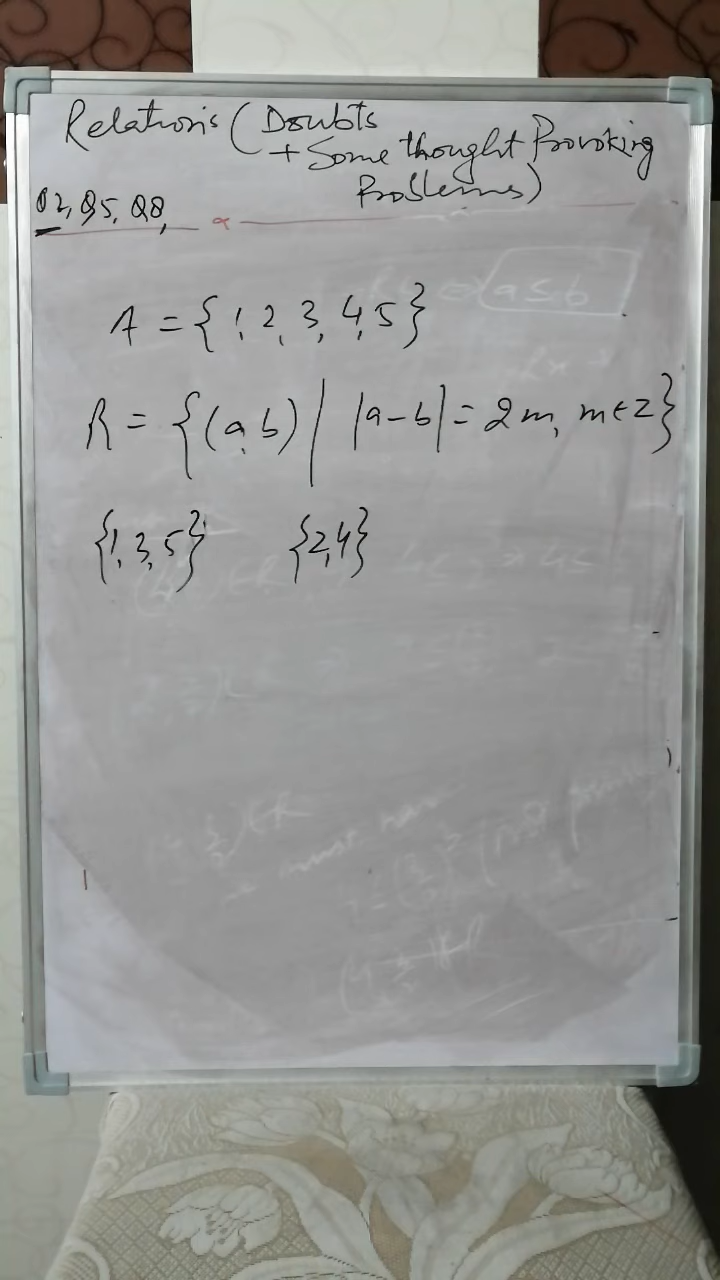 Relations (Doubts
+ Some thought Provoking
Problems)
Q2, Q5, Q8,
A = {1, 2, 3, 4, 5}
R = {(a, b) | |a-b| = 2m, m ∈ Z}
{1, 3, 5} {2, 4}